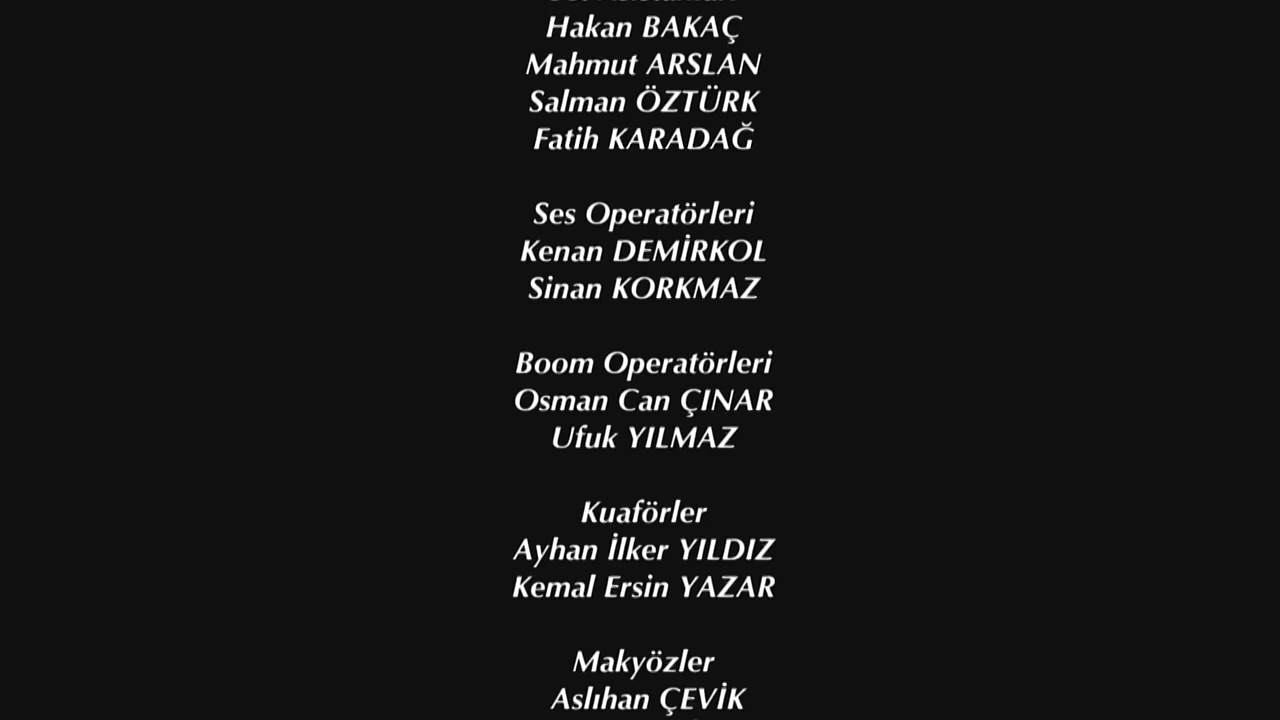 Hakan BAKAÇ
Mahmut ARSLAN
Salman ÖZTÜRK
Fatih KARADAĞ
Ses Operatörleri
Kenan DEMİRKOL
Sinan KORKMAZ
Boom Operatörleri
Osman Can ÇINAR
Ufuk YILMAZ
Kuaförler
Ayhan İlker YILDIZ
Kemal Ersin YAZAR
Makyözler
Aslıhan ÇEVİK